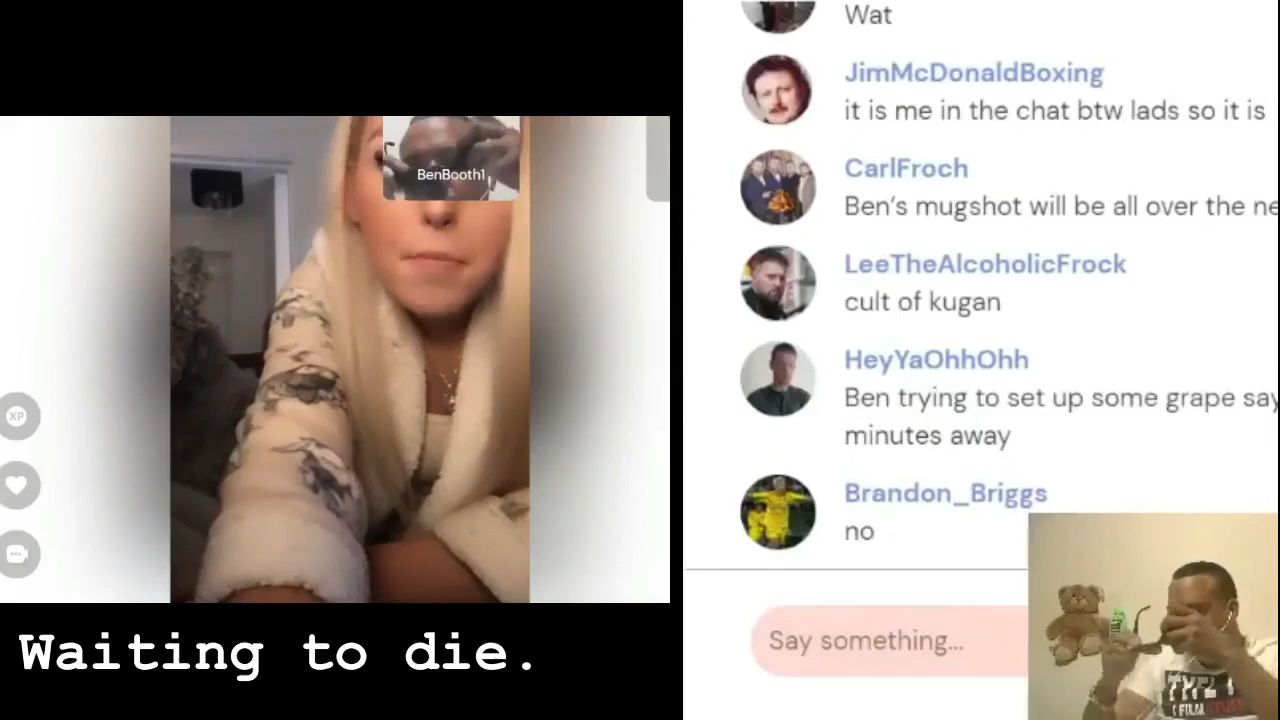 BenBooth1
XP
Waiting to die.
Wat
JimMcDonaldBoxing
it is me in the chat btw lads so it is
CarlFroch
Ben's mugshot will be all over the ne
LeeTheAlcoholicFrock
cult of kugan
HeyYaOhhOhh
Ben trying to set up some grape say
minutes away
Brandon_Briggs
no
Say something...